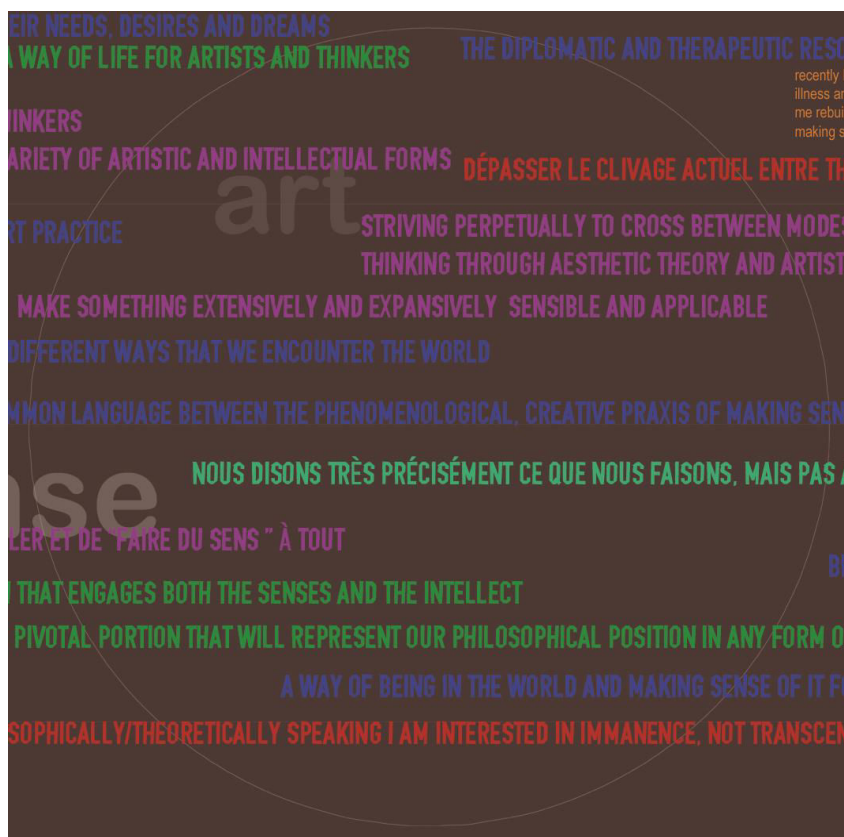 EIR NEEDS, DESIRES AND DREAMS
A WAY OF LIFE FOR ARTISTS AND THINKERS
THE DIPLOMATIC AND THERAPEUTIC
recently
illness
me
making
HINKERS
ARIETY OF ARTISTIC AND INTELLECTUAL FORMS
DÉPASSER LE CLIVAGE ACTUEL ENTRE
art
RT PRACTICE
STRIVING PERPETUALLY TO CROSS BETWEEN MODES
THINKING THROUGH AESTHETIC THEORY AND ARTIST
MAKE SOMETHING EXTENSIVELY AND EXPANSIVELY SENSIBLE AND APPLICABLE
DIFFERENT WAYS THAT WE ENCOUNTER THE WORLD
MMON LANGUAGE BETWEEN THE PHENOMENOLOGICAL, CREATIVE PRAXIS OF MAKING SEN
NOUS DISONS TRÈS PRÉCISÉMENT CE QUE NOUS FAISONS, MAIS PAS
nse
LER ET DE "FAIRE DU SENS " À TOUT
THAT ENGAGES BOTH THE SENSES AND THE INTELLECT
PIVOTAL PORTION THAT WILL REPRESENT OUR PHILOSOPHICAL POSITION IN ANY FORM
A WAY OF BEING IN THE WORLD AND MAKING SENSE OF IT
SOPHICALLY/THEORETICALLY SPEAKING I AM INTERESTED IN IMMANENCE, NOT TRANSCEN